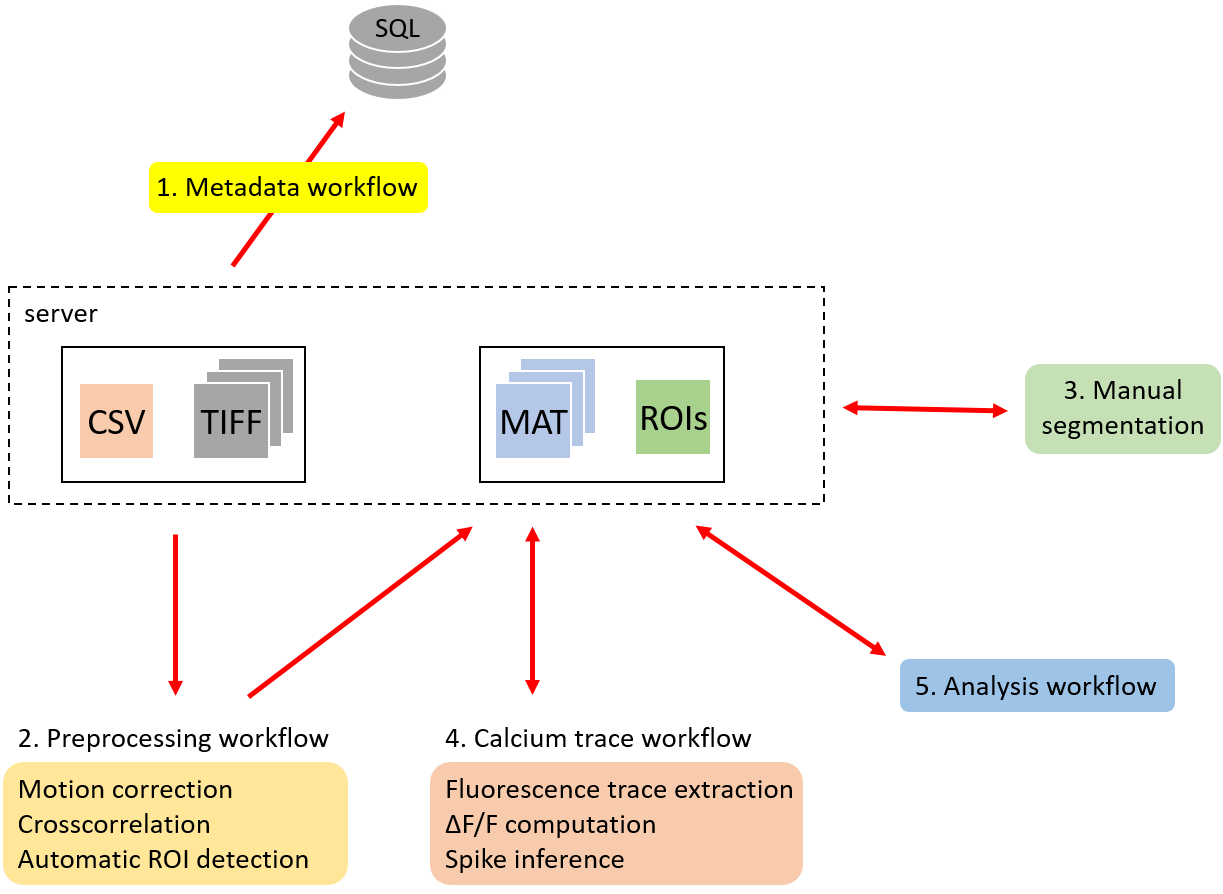 SQL
1. Metadata workflow
server
CSV
TIFF
MAT
ROIs
3. Manual
segmentation
5. Analysis workflow
2. Preprocessing workflow
Motion correction
Crosscorrelation
Automatic ROI detection
4. Calcium trace workflow
Fluorescence trace extraction
ΔF/F computation
Spike inference